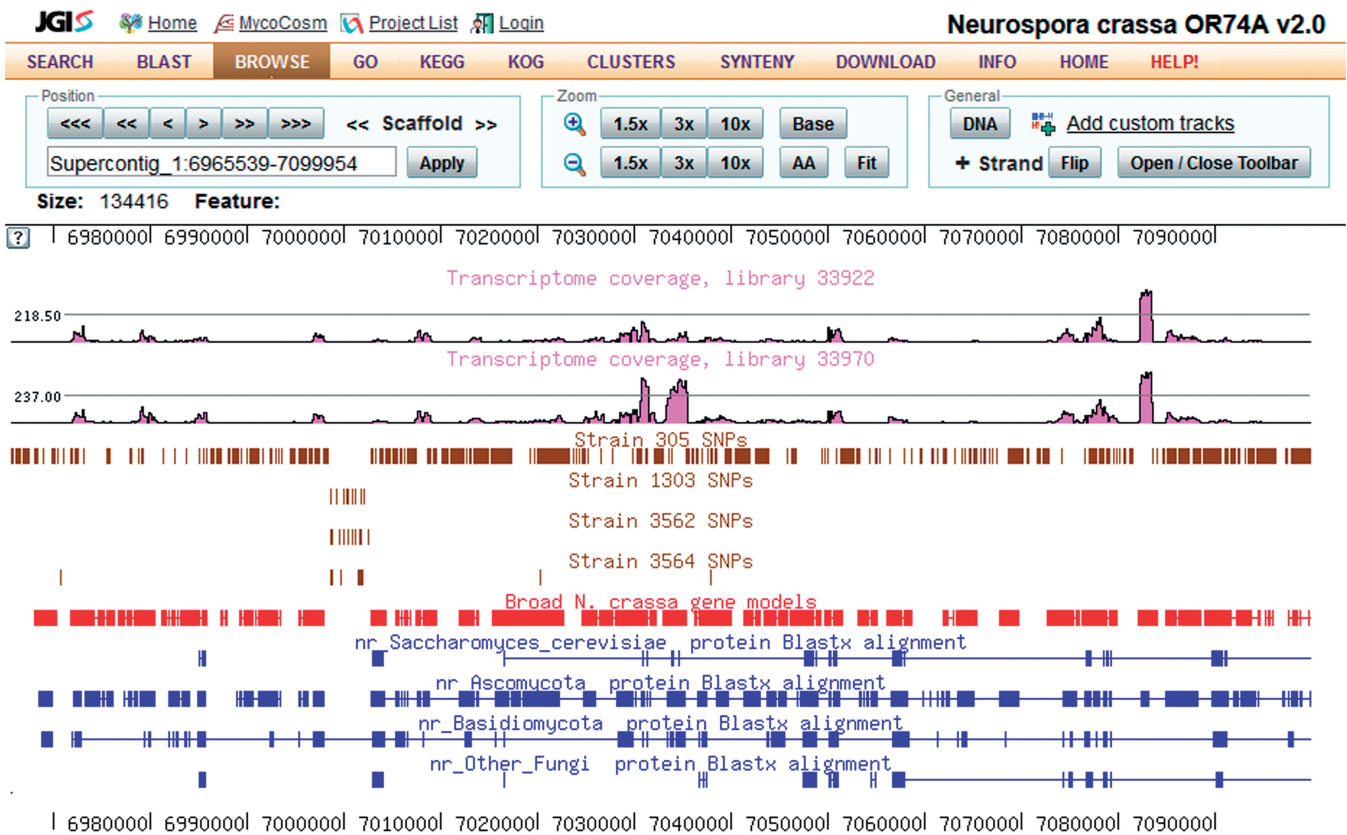 JGI Home MycoCosm Project List Login Neurospora crassa OR74A v2.0
SEARCH BLAST BROWSE GO KEGG KOG CLUSTERS SYNTENY DOWNLOAD INFO HOME HELP!
Position Zoom General
<<< << < > >> >>> << Scaffold >> 1.5x 3x 10x Base DNA Add custom tracks
Supercontig_1:6965539-7099954 Apply 1.5x 3x 10x AA Fit + Strand Flip Open / Close Toolbar
Size: 134416 Feature:
? 6980000 6990000 7000000 7010000 7020000 7030000 7040000 7050000 7060000 7070000 7080000 7090000
Transcriptome coverage, library 33922
218.50
Transcriptome coverage, library 33970
237.00
Strain 305 SNPs
Strain 1303 SNPs
Strain 3562 SNPs
Strain 3564 SNPs
Broad N. crassa gene models
nr_Saccharomyces_cerevisiae protein Blastx alignment
nr_Ascomycota protein Blastx alignment
nr_Basidiomycota protein Blastx alignment
nr_Other_Fungi protein Blastx alignment
6980000 6990000 7000000 7010000 7020000 7030000 7040000 7050000 7060000 7070000 7080000 7090000